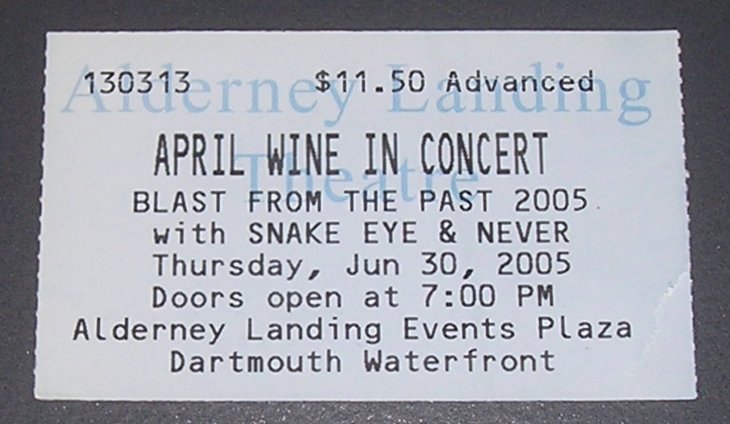 130313 $11.50 Advanced
Alderney Landing
Theatre
APRIL WINE IN CONCERT
BLAST FROM THE PAST 2005
with SNAKE EYE & NEVER
Thursday, Jun 30, 2005
Doors open at 7:00 PM
Alderney Landing Events Plaza
Dartmouth Waterfront